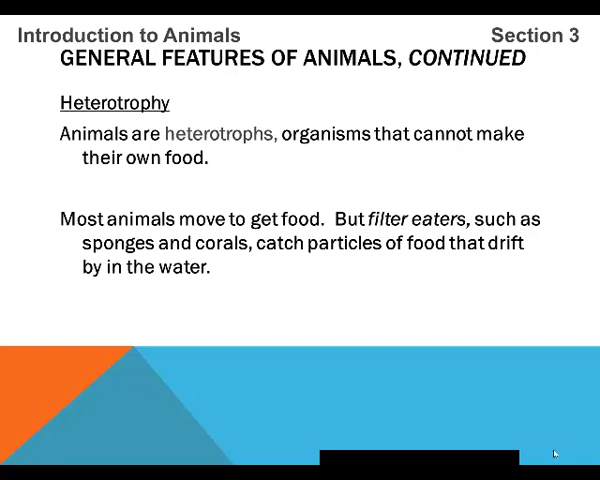 Introduction to Animals Section 3
GENERAL FEATURES OF ANIMALS, CONTINUED
Heterotrophy
Animals are heterotrophs, organisms that cannot make
their own food.
Most animals move to get food. But filter eaters, such as
sponges and corals, catch particles of food that drift
by in the water.